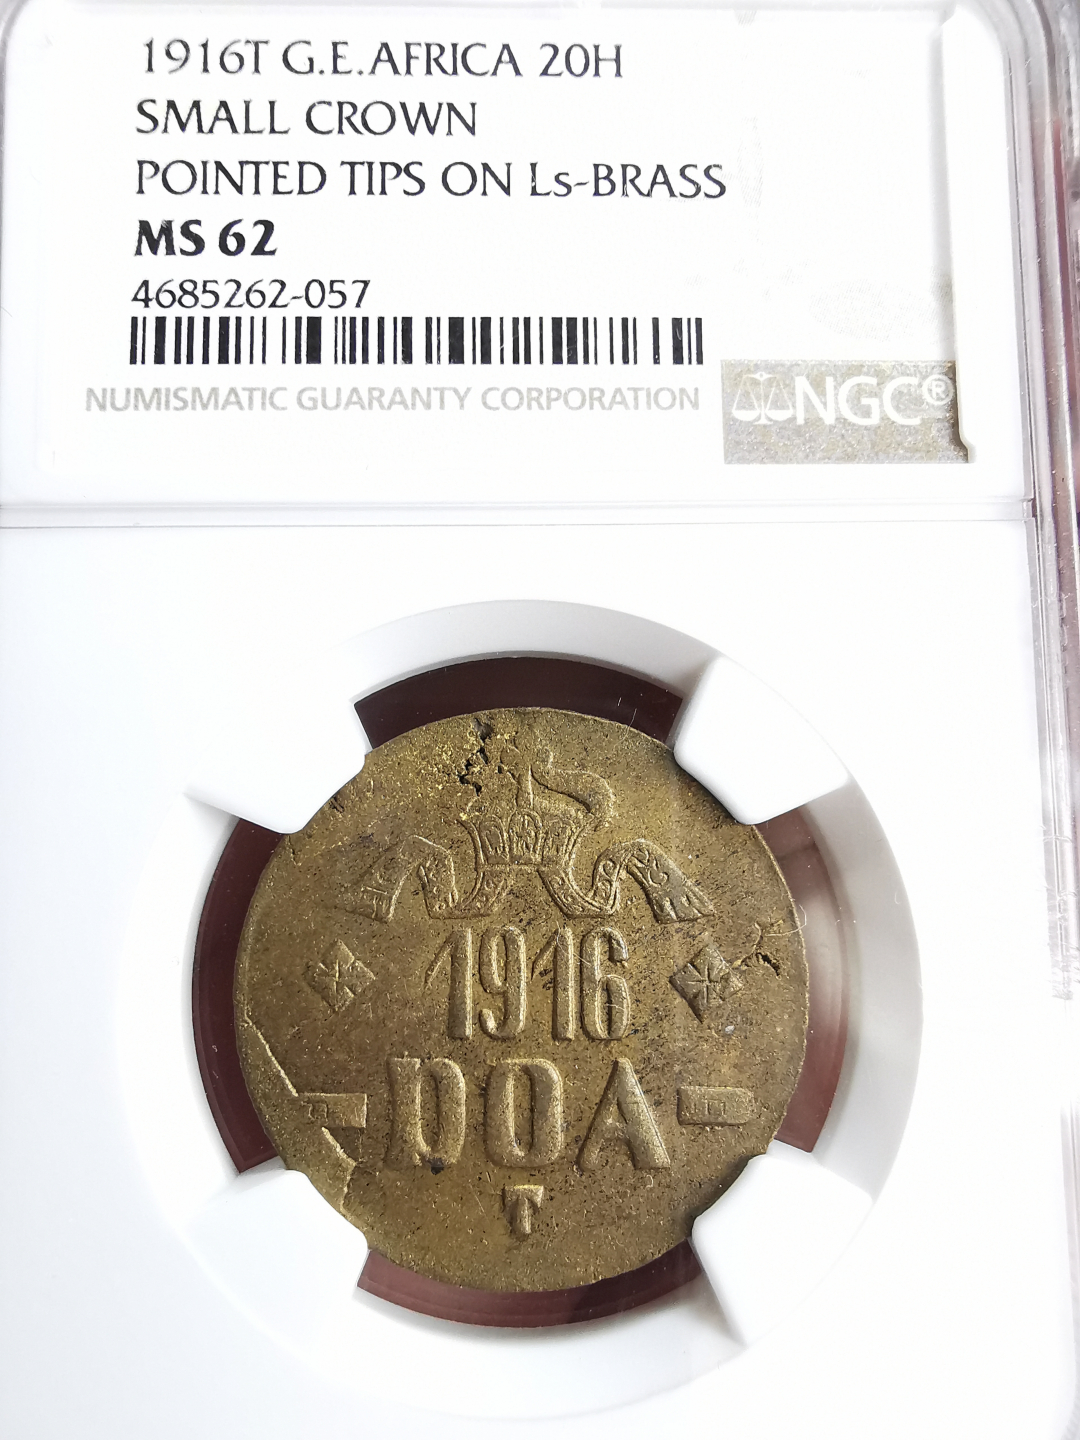 1916T G.E.AFRICA 20H
SMALL CROWN
POINTED TIPS ON Ls-BRASS
MS 62
4685262-057
NUMISMATIC GUARANTY CORPORATION
NGC®
1916
DOA
T